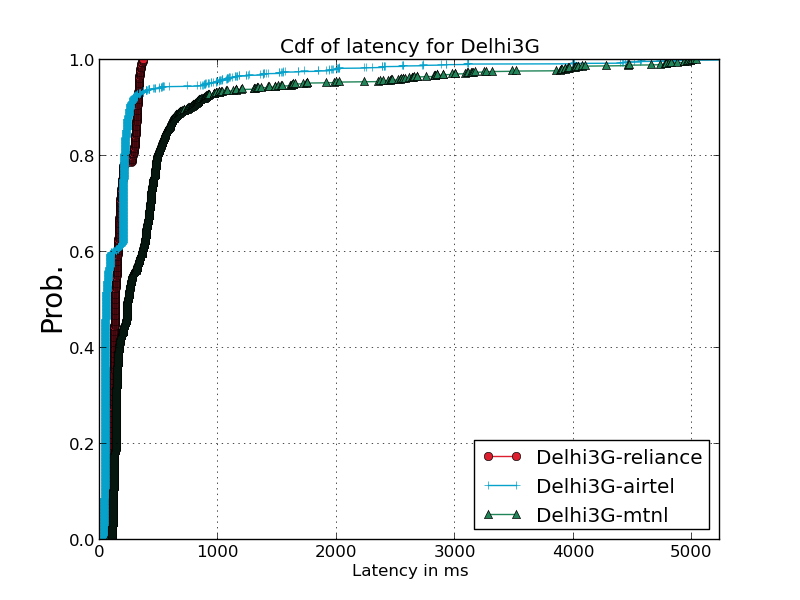 Cdf of latency for Delhi3G
Prob.
1.0
0.8
0.6
0.4
0.2
0.0
0 1000 2000 3000 4000 5000
Latency in ms
Delhi3G-reliance
Delhi3G-airtel
Delhi3G-mtnl